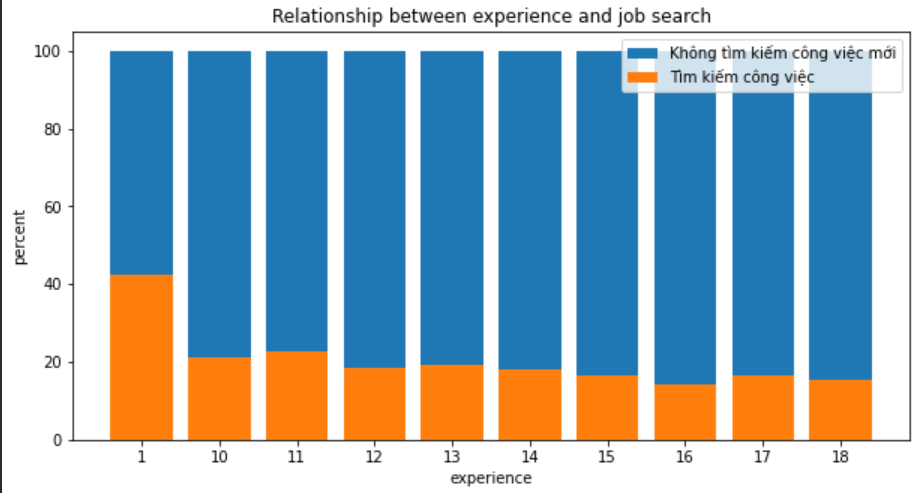 Relationship between experience and job search
Không tìm kiếm công việc mới
Tìm kiếm công việc
percent
100
80
60
40
20
0
1 10 11 12 13 14 15 16 17 18
experience